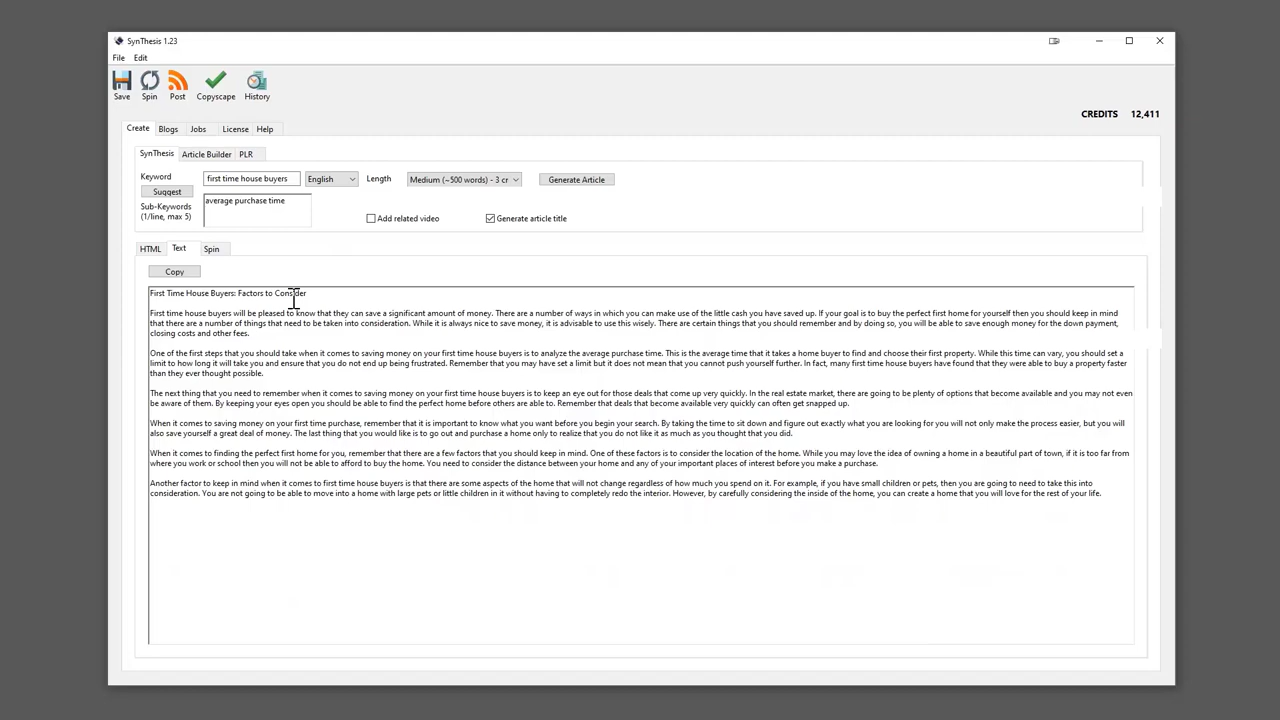 SynThesis 1.23
File Edit
Save Spin Post Copyscape History
CREDITS 12,411
Create Blogs Jobs License Help
SynThesis Article Builder PLR
Keyword first time house buyers English Length Medium (~500 words) - 3 cr Generate Article
Suggest
Sub-Keywords
(1/line, max 5)
average purchase time
Add related video Generate article title
HTML Text Spin
Copy
First Time House Buyers: Factors to Consider
First time house buyers will be pleased to know that they can save a significant amount of money. There are a number of ways in which you can make use of the little cash you have saved up. If your goal is to buy the perfect first home for yourself then you should keep in mind
that there are a number of things that need to be taken into consideration. While it is always nice to save money, it is advisable to use this wisely. There are certain things that you should remember and by doing so, you will be able to save enough money for the down payment,
closing costs and other fees.
One of the first steps that you should take when it comes to saving money on your first time house buyers is to analyze the average purchase time. This is the average time that it takes a home buyer to find and choose their first property. While this time can vary, you should set a
limit to how long it will take you and ensure that you do not end up being frustrated. Remember that you may have set a limit but it does not mean that you cannot push yourself further. In fact, many first time house buyers have found that they were able to buy a property faster
than they ever thought possible.
The next thing that you need to remember when it comes to saving money on your first time house buyers is to keep an eye out for those deals that come up very quickly. In the real estate market, there are going to be plenty of options that become available and you may not even
be aware of them. By keeping your eyes open you should be able to find the perfect home before others are able to. Remember that deals that become available very quickly can often get snapped up.
When it comes to saving money on your first time purchase, remember that it is important to know what you want before you begin your search. By taking the time to sit down and figure out exactly what you are looking for you will not only make the process easier, but you will
also save yourself a great deal of money. The last thing that you would like is to go out and purchase a home only to realize that you do not like it as much as you thought that you did.
When it comes to finding the perfect first home for you, remember that there are a few factors that you should keep in mind. One of these factors is to consider the location of the home. While you may love the idea of owning a home in a beautiful part of town, if it is too far from
where you work or school then you will not be able to afford to buy the home. You need to consider the distance between your home and any of your important places of interest before you make a purchase.
Another factor to keep in mind when it comes to first time house buyers is that there are some aspects of the home that will not change regardless of how much you spend on it. For example, if you have small children or pets, then you are going to need to take this into
consideration. You are not going to be able to move into a home with large pets or little children in it without having to completely redo the interior. However, by carefully considering the inside of the home, you can create a home that you will love for the rest of your life.